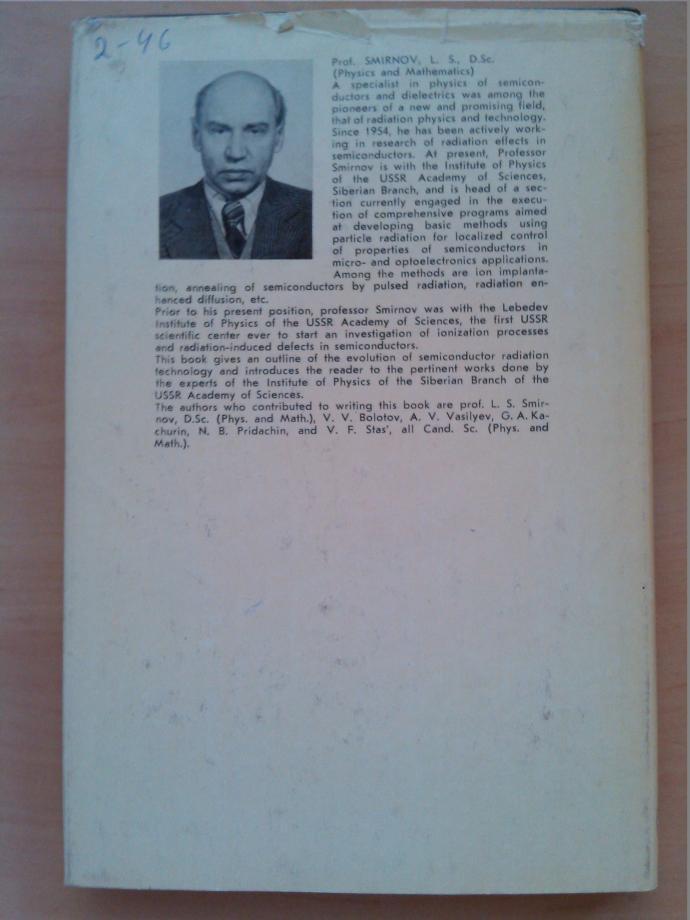 2-46
Prof. SMIRNOV, L. S., D.Sc.
(Physics and Mathematics)
A specialist in physics of semicon-
ductors and dielectrics was among the
pioneers of a new and promising field,
that of radiation physics and technology.
Since 1954, he has been actively work-
ing in research of radiation effects in
semiconductors. At present, Professor
Smirnov is with the Institute of Physics
of the USSR Academy of Sciences,
Siberian Branch, and is head of a sec-
tion currently engaged in the execu-
tion of comprehensive programs aimed
at developing basic methods using
particle radiation for localized control
of properties of semiconductors in
micro- and optoelectronics applications.
Among the methods are ion implanta-
tion, annealing of semiconductors by pulsed radiation, radiation en-
hanced diffusion, etc.
Prior to his present position, professor Smirnov was with the Lebedev
Institute of Physics of the USSR Academy of Sciences, the first USSR
scientific center ever to start an investigation of ionization processes
and radiation-induced defects in semiconductors.
This book gives an outline of the evolution of semiconductor radiation
technology and introduces the reader to the pertinent works done by
the experts of the Institute of Physics of the Siberian Branch of the
USSR Academy of Sciences.
The authors who contributed to writing this book are prof. L. S. Smir-
nov, D.Sc. (Phys. and Math.), V. V. Bolotov, A. V. Vasilyev, G. A. Ka-
churin, N. B. Pridachin, and V. F. Stas', all Cand. Sc. (Phys. and
Math.).